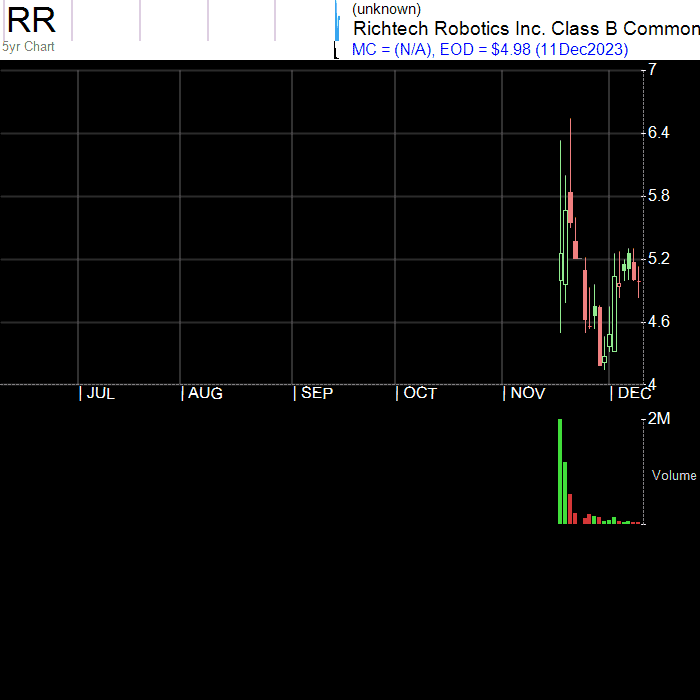 RR
5yr Chart
(unknown)
Richtech Robotics Inc. Class B Common
MC = (N/A), EOD = $4.98 (11Dec2023)
7
6.4
5.8
5.2
4.6
4
| JUL | AUG | SEP | OCT | NOV | DEC
2M
Volume